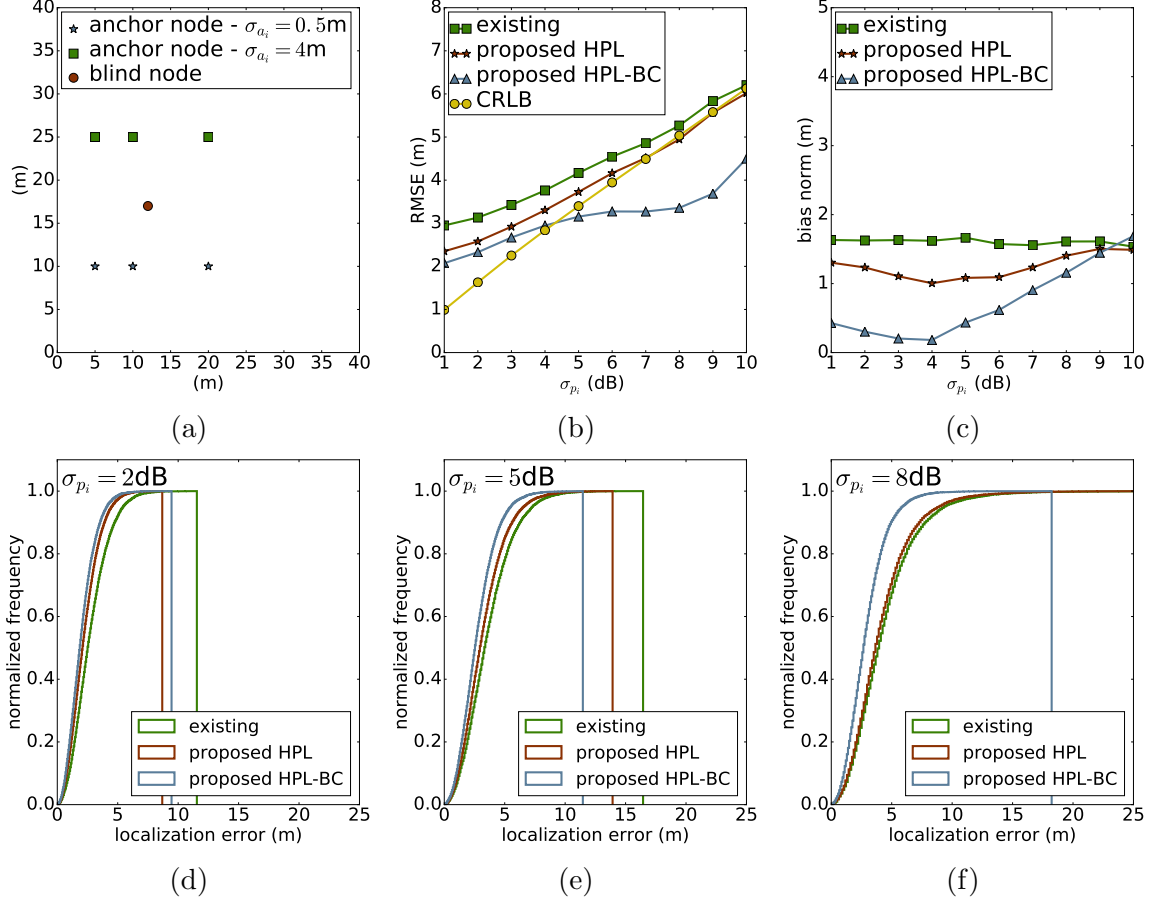 40
35
30
25
20
15
10
5
0
(m)
0 5 10 15 20 25 30 35 40
(m)
anchor node - σ_{a_i} = 0.5m
anchor node - σ_{a_i} = 4m
blind node
(a)
8
7
6
5
4
3
2
1
0
RMSE (m)
1 2 3 4 5 6 7 8 9 10
σ_{p_i} (dB)
existing
proposed HPL
proposed HPL-BC
CRLB
(b)
5
4
3
2
1
0
bias norm (m)
1 2 3 4 5 6 7 8 9 10
σ_{p_i} (dB)
existing
proposed HPL
proposed HPL-BC
(c)
σ_{p_i} = 2dB
1.0
0.8
0.6
0.4
0.2
0.0
normalized frequency
existing
proposed HPL
proposed HPL-BC
0 5 10 15 20 25
localization error (m)
(d)
σ_{p_i} = 5dB
1.0
0.8
0.6
0.4
0.2
0.0
normalized frequency
existing
proposed HPL
proposed HPL-BC
0 5 10 15 20 25
localization error (m)
(e)
σ_{p_i} = 8dB
1.0
0.8
0.6
0.4
0.2
0.0
normalized frequency
existing
proposed HPL
proposed HPL-BC
0 5 10 15 20 25
localization error (m)
(f)